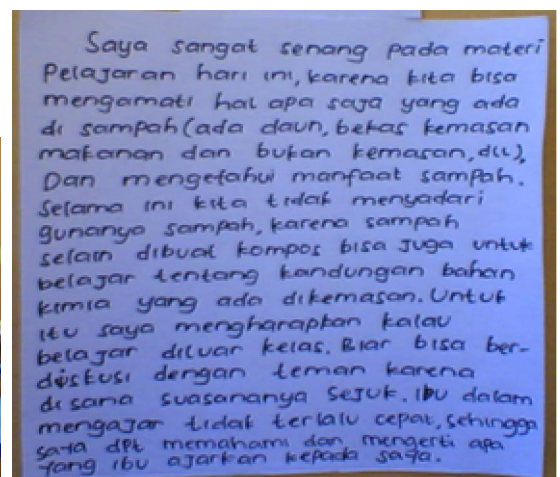 Saya sangat senang pada materi
Pelajaran hari ini, karena kita bisa
mengamati hal apa saja yang ada
di sampah (ada daun, bekas kemasan
makanan dan bukan kemasan, dll),
Dan mengetahui manfaat sampah.
Selama ini kita tidak menyadari
gunanya sampah, karena sampah
selain dibuat kompos bisa juga untuk
belajar tentang kandungan bahan
kimia yang ada dikemasan. Untuk
itu saya mengharapkan kalau
belajar diluar kelas. Biar bisa ber-
diskusi dengan teman karena
di sana suasananya sejuk. Ibu dalam
mengajar tidak terlalu cepat, sehingga
saya dpt memahami dan mengerti apa
yang ibu ajarkan kepada saya.